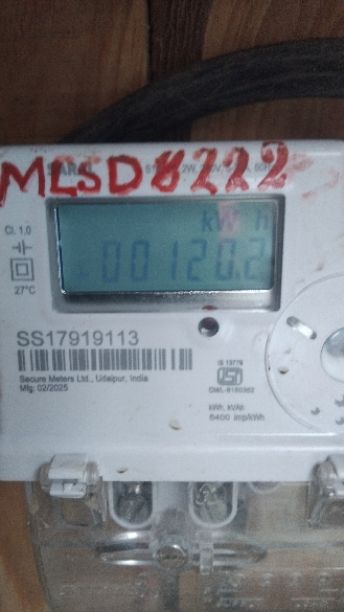 MLSD8222
Cl. 1.0
kW h
00120.2
27°C
SS17919113
Secure Meters Ltd., Udaipur, India
Mfg. 02/2025
IS 13779
kWh, kVAh
6400 imp/kWh